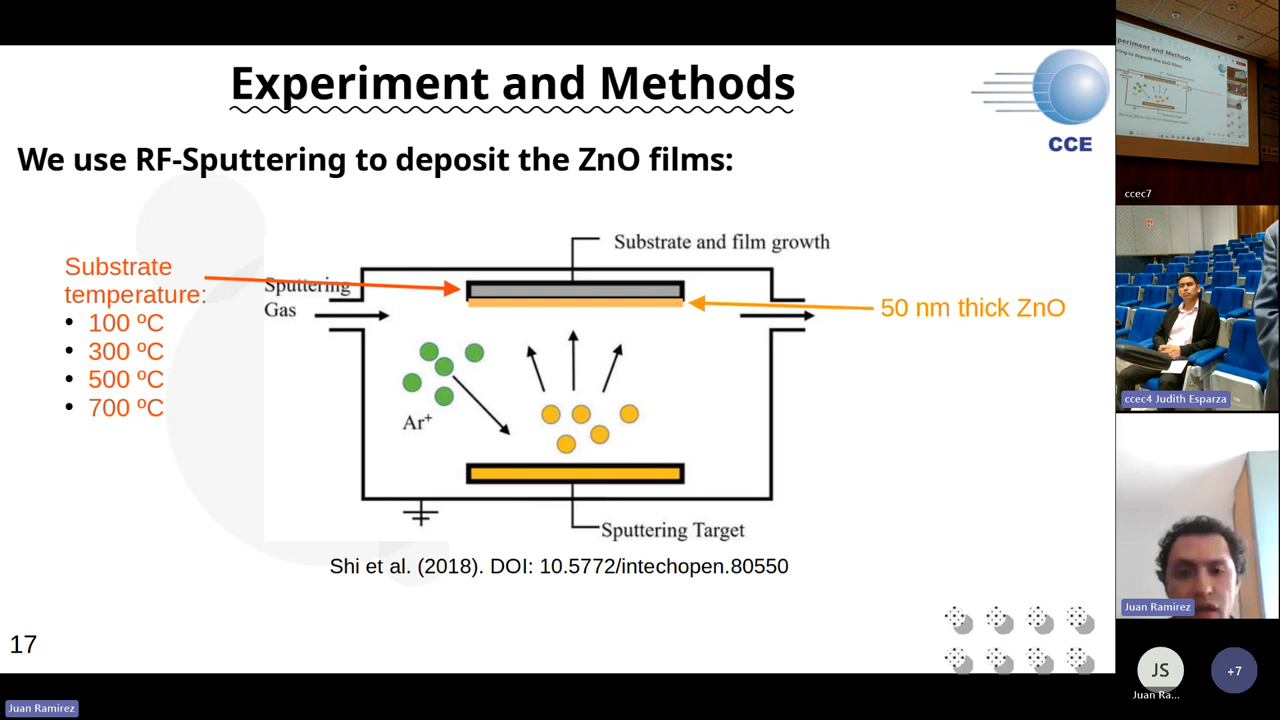 Experiment and Methods
CCE
We use RF-Sputtering to deposit the ZnO films:
Substrate
temperature:
• 100 ºC
• 300 ºC
• 500 ºC
• 700 ºC
Sputtering
Gas
Substrate and film growth
50 nm thick ZnO
Ar+
Sputtering Target
Shi et al. (2018). DOI: 10.5772/intechopen.80550
17
Juan Ramirez
ccec7
ccec4 Judith Esparza
Juan Ramirez
JS
Juan Ra...
+7